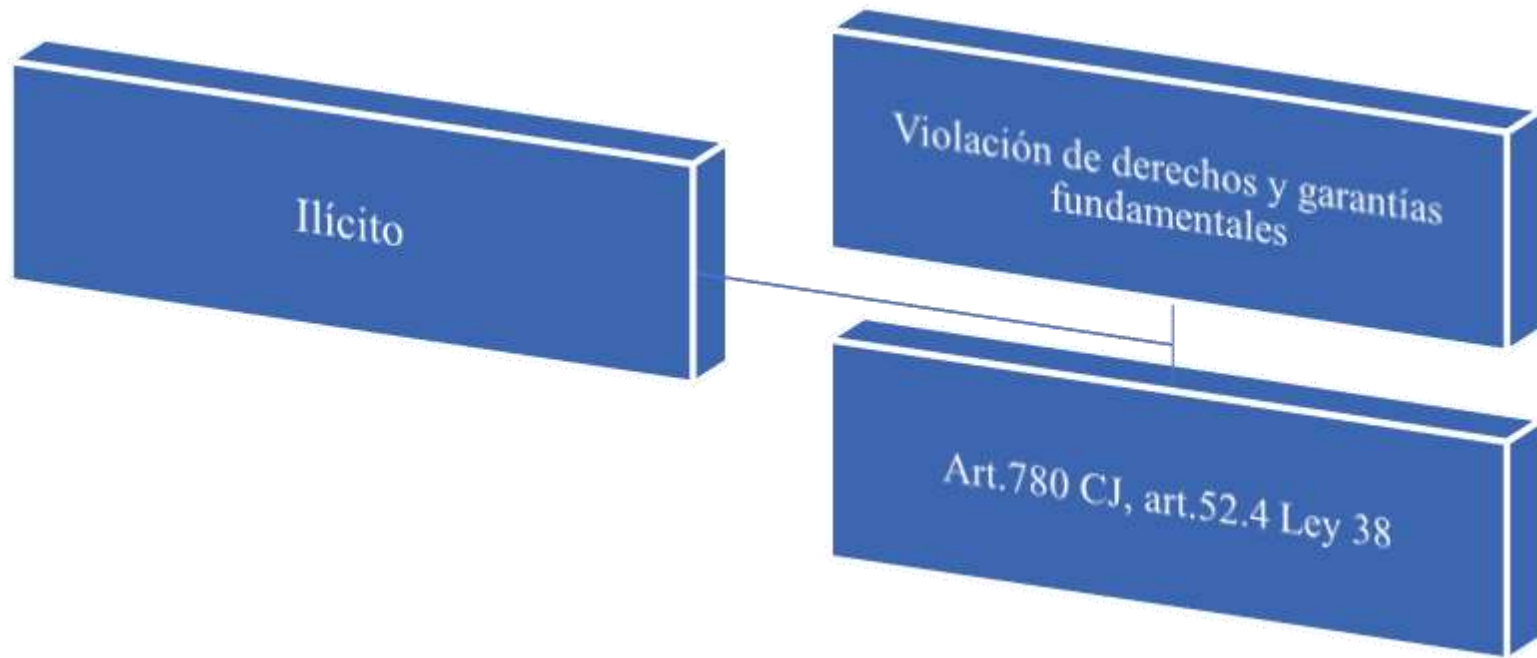 Ilícito
Violación de derechos y garantías
fundamentales
Art.780 CJ, art.52.4 Ley 38